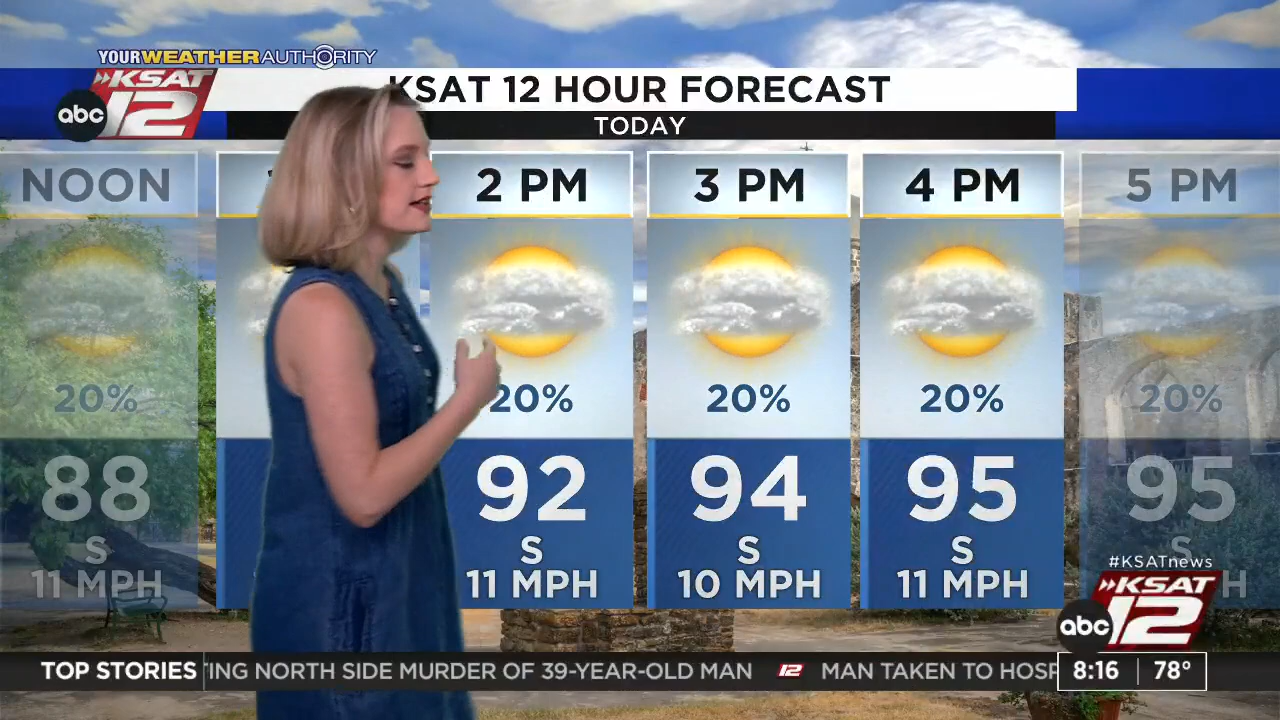 YOURWEATHERAUTHORITY
KSAT
abc 12
KSAT 12 HOUR FORECAST
TODAY
NOON
2 PM
3 PM
4 PM
5 PM
20%
20%
20%
20%
20%
88
92
94
95
95
S
S
S
S
S
11 MPH
11 MPH
10 MPH
11 MPH
#KSATnews
KSAT
abc 12
TOP STORIES
TING NORTH SIDE MURDER OF 39-YEAR-OLD MAN 12 MAN TAKEN TO HOSP
8:16 78°